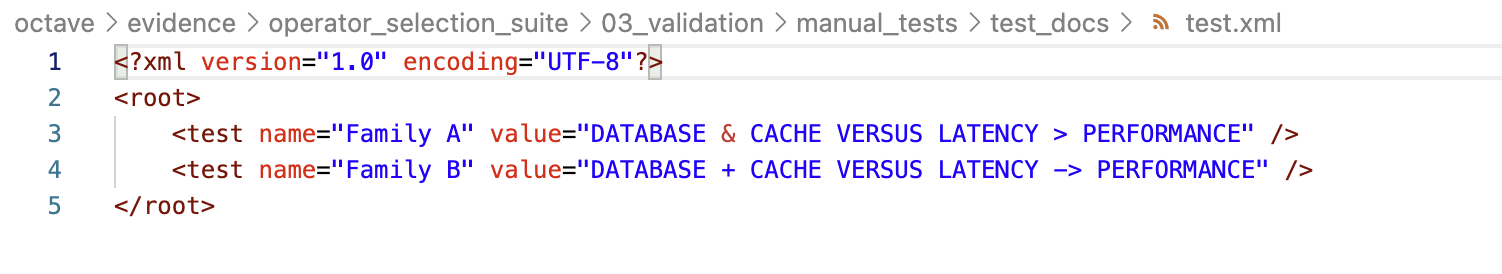 octave > evidence > operator_selection_suite > 03_validation > manual_tests > test_docs > test.xml
1 <?xml version="1.0" encoding="UTF-8"?>
2 <root>
3     <test name="Family A" value="DATABASE & CACHE VERSUS LATENCY > PERFORMANCE" />
4     <test name="Family B" value="DATABASE + CACHE VERSUS LATENCY -> PERFORMANCE" />
5 </root>